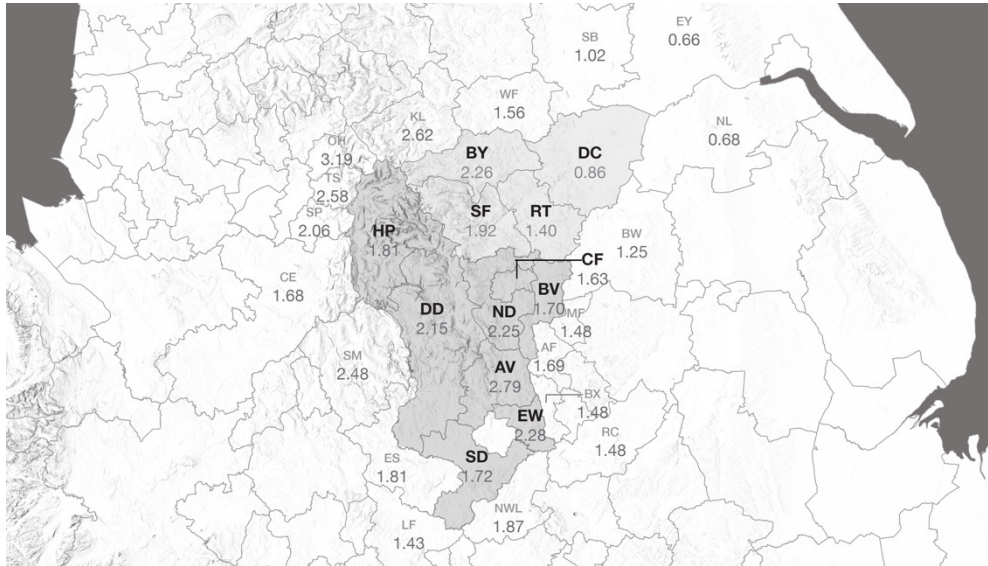 EY
0.66
SB
1.02
WF
1.56
KL
2.62
NL
0.68
OH
3.19
BY
2.26
DC
0.86
TS
2.58
SP
2.06
SF
1.92
RT
1.40
HP
1.81
BW
1.25
CF
1.63
CE
1.68
BV
1.70
DD
2.15
ND
2.25
MF
1.48
AF
1.69
SM
2.48
AV
2.79
BX
1.48
EW
2.28
RC
1.48
ES
1.81
SD
1.72
NWL
1.87
LF
1.43